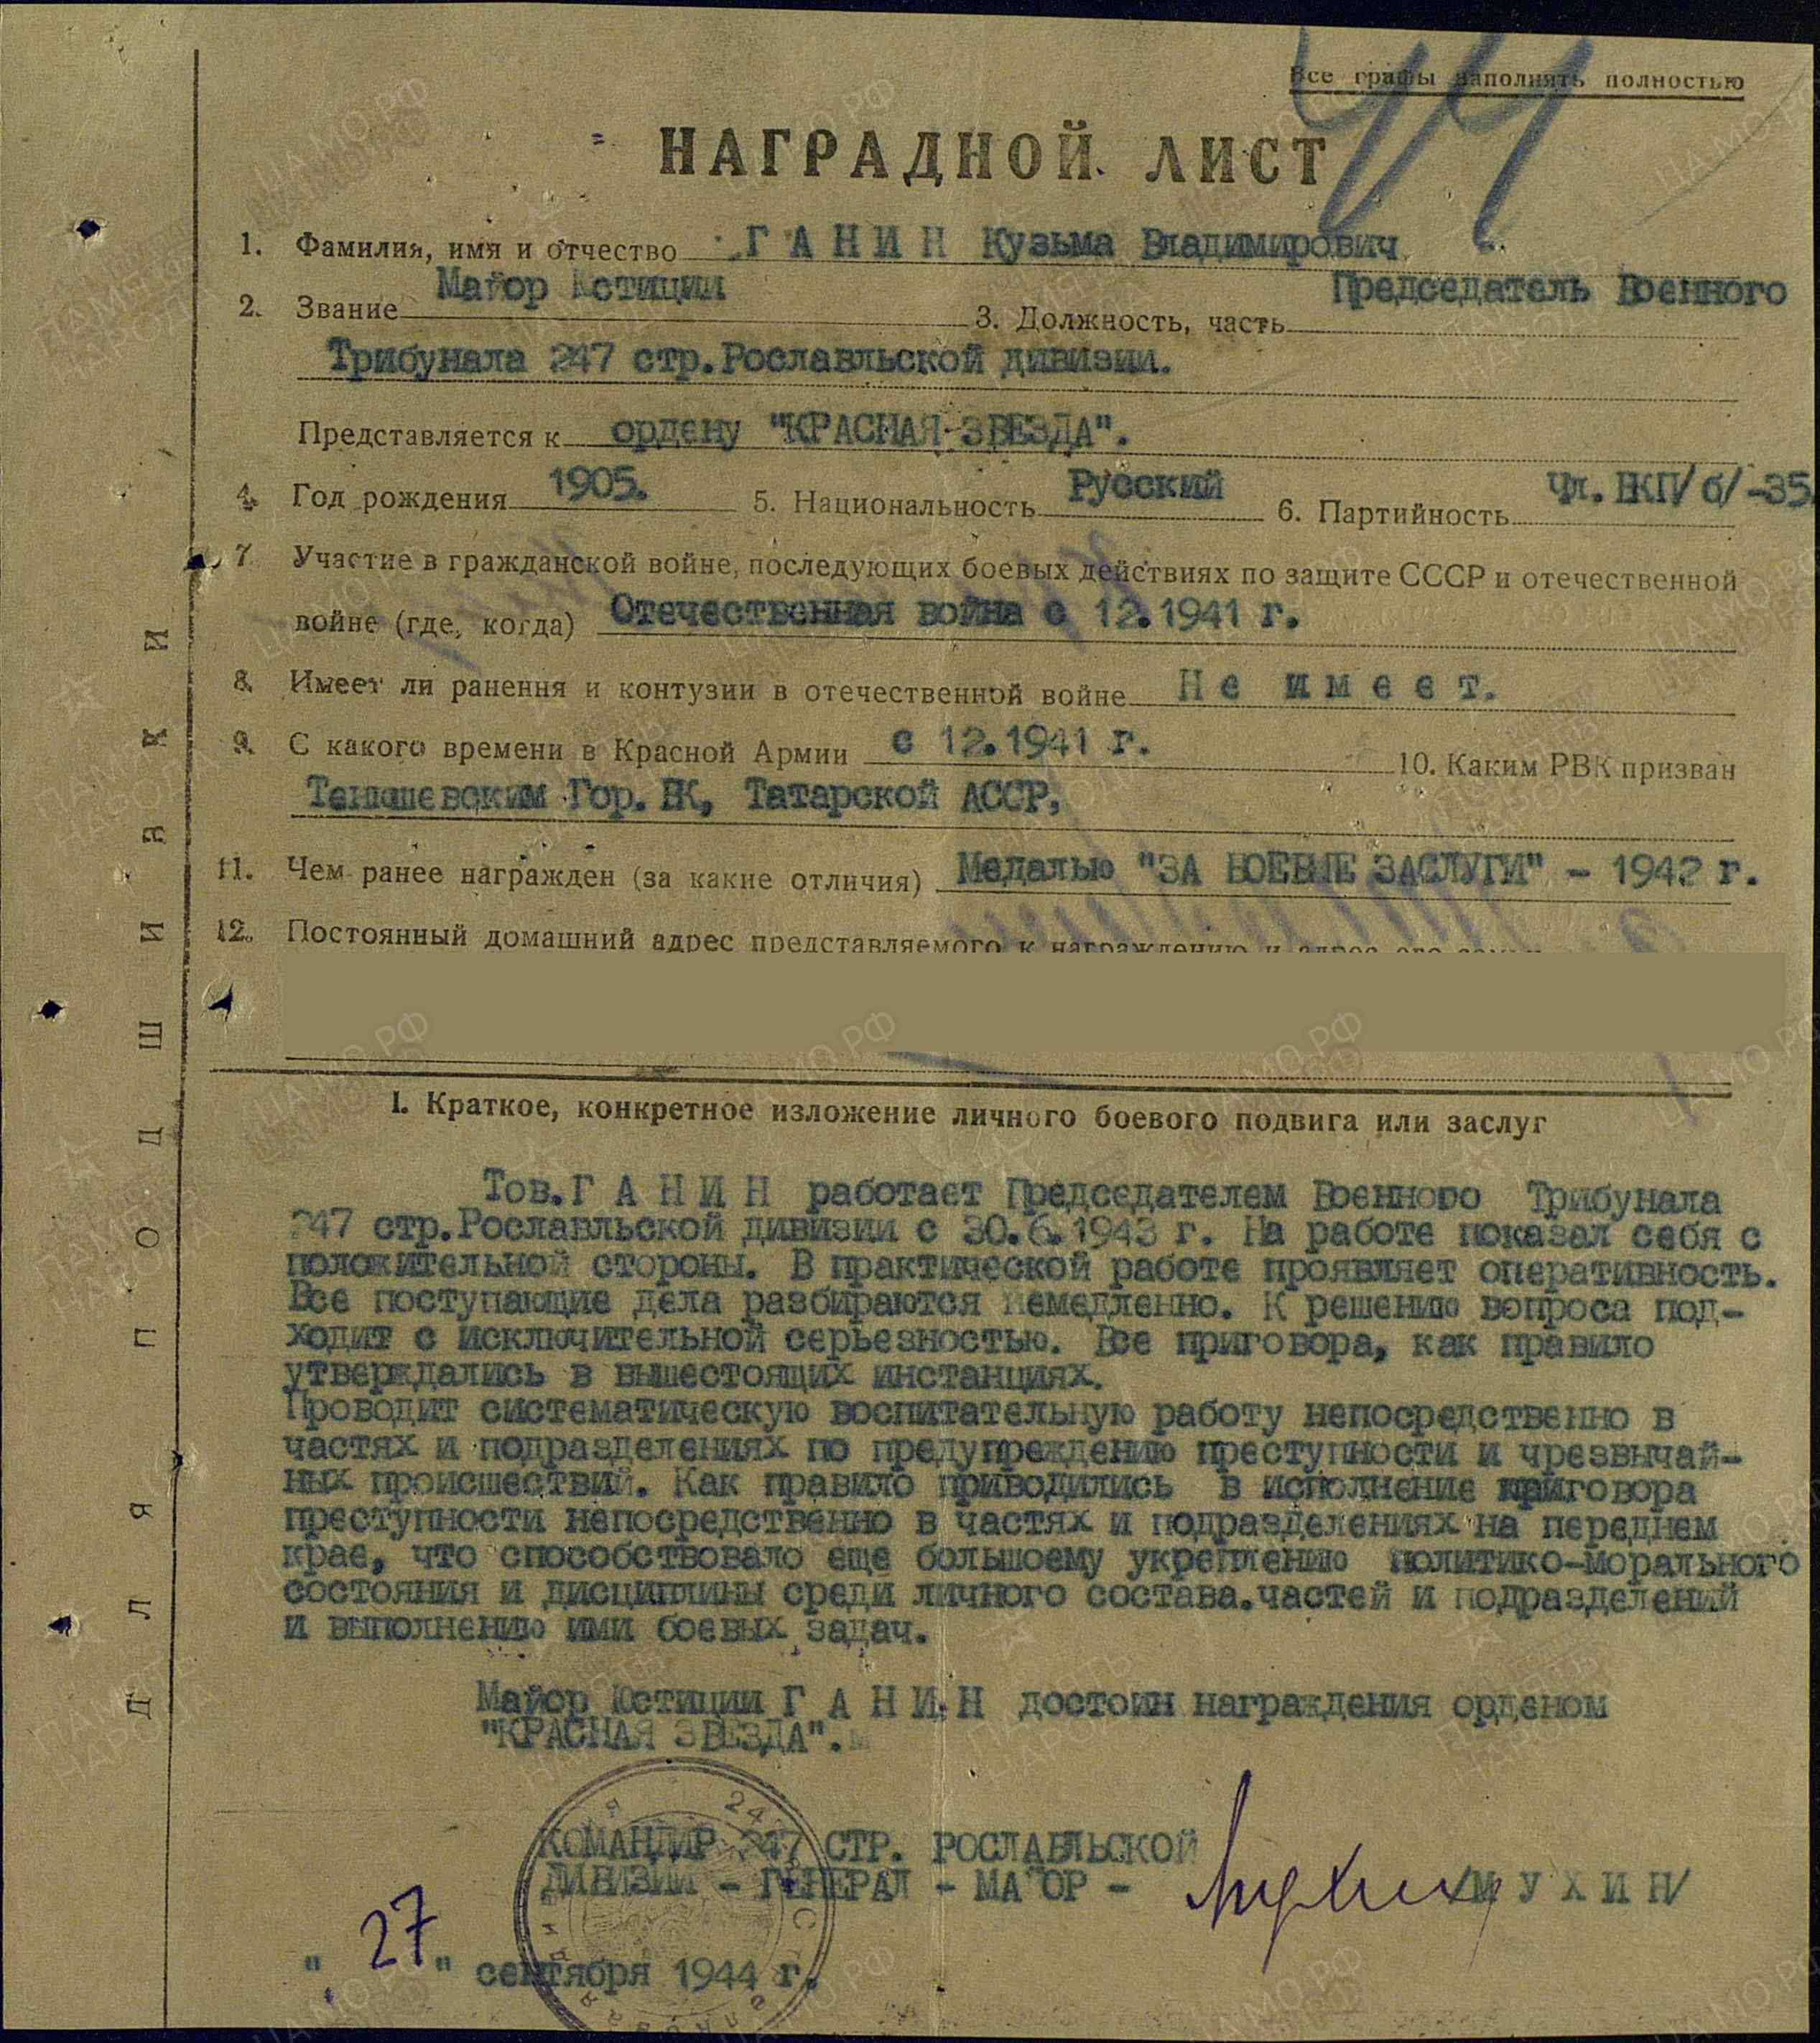 Все графы наполнять полностью
НАГРАДНОЙ ЛИСТ
1. Фамилия, имя и отчество ГАНИН Кузьма Владимирович
2. Звание Майор Юстиции 3. Должность, часть Председатель Военного
Трибунала 247 стр.Рославльской дивизии.
Представляется к ордену "КРАСНАЯ ЗВЕЗДА".
4. Год рождения 1905. 5. Национальность Русский 6. Партийность Чл.ВКП/б/-35
7. Участие в гражданской войне, последующих боевых действиях по защите СССР и отечественной
войне (где, когда) Отечественная война с 12.1941 г.
8. Имеет ли ранения и контузии в отечественной войне Не имеет.
9. С какого времени в Красной Армии с 12.1941 г. 10. Каким РВК призван
Гор.ВК, Татарской АССР,
11. Чем ранее награжден (за какие отличия) Медалью "ЗА БОЕВЫЕ ЗАСЛУГИ" - 1942 г.
12. Постоянный домашний адрес представляемого к награждению и адрес его семьи
I. Краткое, конкретное изложение личного боевого подвига или заслуг
Тов.ГАНИН работает Председателем Военного Трибунала
247 стр.Рославльской дивизии с 30.6.1943 г. На работе показал себя с
положительной стороны. В практической работе проявляет оперативность.
Все поступающие дела разбираются немедленно. К решению вопроса под-
ходит с исключительной серьезностью. Все приговора, как правило
утверждались в вышестоящих инстанциях.
Проводит систематическую воспитательную работу непосредственно в
частях и подразделениях по предупреждению преступности и чрезвычай-
ных происшествий. Как правило приводились в исполнение приговора
преступности непосредственно в частях и подразделениях на переднем
крае, что способствовало еще большоему укреплению политико-морального
состояния и дисциплины среди личного состава.частей и подразделений
и выполнению ими боевых задач.
Майор Юстиции ГАНИН достоин награждения орденом
"КРАСНАЯ ЗВЕЗДА".
КОМАНДИР 247 СТР. РОСЛАВЛЬСКОЙ
ДИВИЗИИ - ГЕНЕРАЛ - МАЙОР - /МУХИН/
"27" сентября 1944 г.
ДЛЯ ПОДШИВКИ